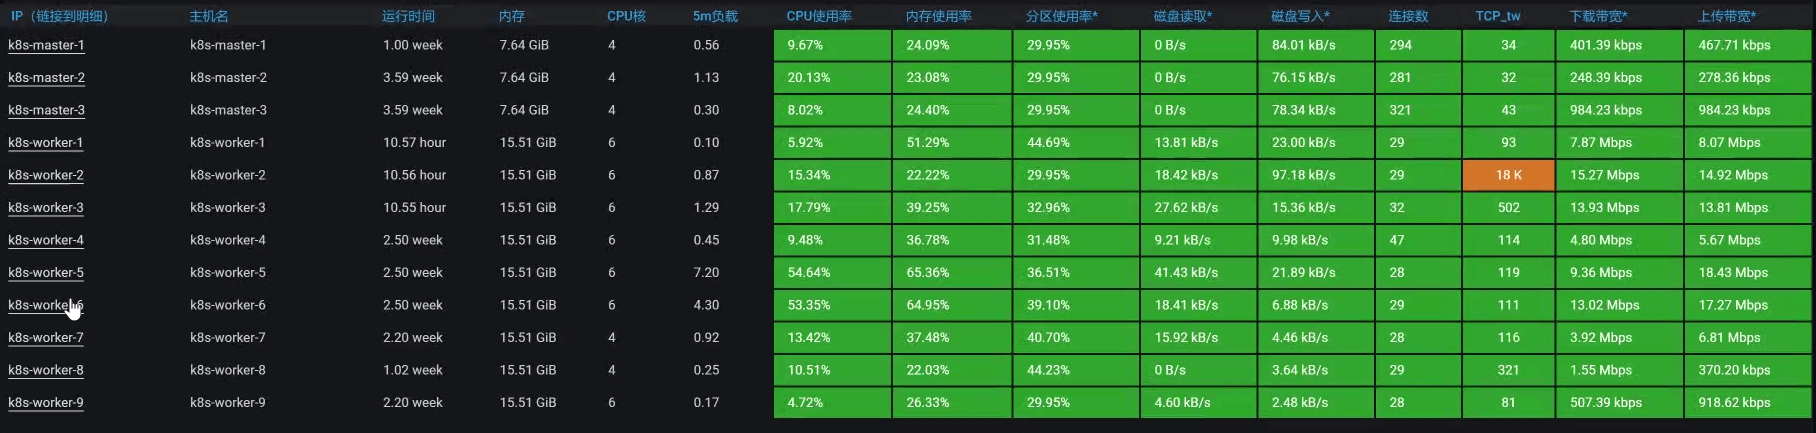 IP（链接到明细） 主机名 运行时间 内存 CPU核 5m负载 CPU使用率 内存使用率 分区使用率* 磁盘读取* 磁盘写入* 连接数 TCP_tw 下载带宽* 上传带宽*
k8s-master-1 k8s-master-1 1.00 week 7.64 GiB 4 0.56 9.67% 24.09% 29.95% 0 B/s 84.01 kB/s 294 34 401.39 kbps 467.71 kbps
k8s-master-2 k8s-master-2 3.59 week 7.64 GiB 4 1.13 20.13% 23.08% 29.95% 0 B/s 76.15 kB/s 281 32 248.39 kbps 278.36 kbps
k8s-master-3 k8s-master-3 3.59 week 7.64 GiB 4 0.30 8.02% 24.40% 29.95% 0 B/s 78.34 kB/s 321 43 984.23 kbps 984.23 kbps
k8s-worker-1 k8s-worker-1 10.57 hour 15.51 GiB 6 0.10 5.92% 51.29% 44.69% 13.81 kB/s 23.00 kB/s 29 93 7.87 Mbps 8.07 Mbps
k8s-worker-2 k8s-worker-2 10.56 hour 15.51 GiB 6 0.87 15.34% 22.22% 29.95% 18.42 kB/s 97.18 kB/s 29 18 K 15.27 Mbps 14.92 Mbps
k8s-worker-3 k8s-worker-3 10.55 hour 15.51 GiB 6 1.29 17.79% 39.25% 32.96% 27.62 kB/s 15.36 kB/s 32 502 13.93 Mbps 13.81 Mbps
k8s-worker-4 k8s-worker-4 2.50 week 15.51 GiB 6 0.45 9.48% 36.78% 31.48% 9.21 kB/s 9.98 kB/s 47 114 4.80 Mbps 5.67 Mbps
k8s-worker-5 k8s-worker-5 2.50 week 15.51 GiB 6 7.20 54.64% 65.36% 36.51% 41.43 kB/s 21.89 kB/s 28 119 9.36 Mbps 18.43 Mbps
k8s-worker-6 k8s-worker-6 2.50 week 15.51 GiB 6 4.30 53.35% 64.95% 39.10% 18.41 kB/s 6.88 kB/s 29 111 13.02 Mbps 17.27 Mbps
k8s-worker-7 k8s-worker-7 2.20 week 15.51 GiB 4 0.92 13.42% 37.48% 40.70% 15.92 kB/s 4.46 kB/s 28 116 3.92 Mbps 6.81 Mbps
k8s-worker-8 k8s-worker-8 1.02 week 15.51 GiB 4 0.25 10.51% 22.03% 44.23% 0 B/s 3.64 kB/s 29 321 1.55 Mbps 370.20 kbps
k8s-worker-9 k8s-worker-9 2.20 week 15.51 GiB 6 0.17 4.72% 26.33% 29.95% 4.60 kB/s 2.48 kB/s 28 81 507.39 kbps 918.62 kbps